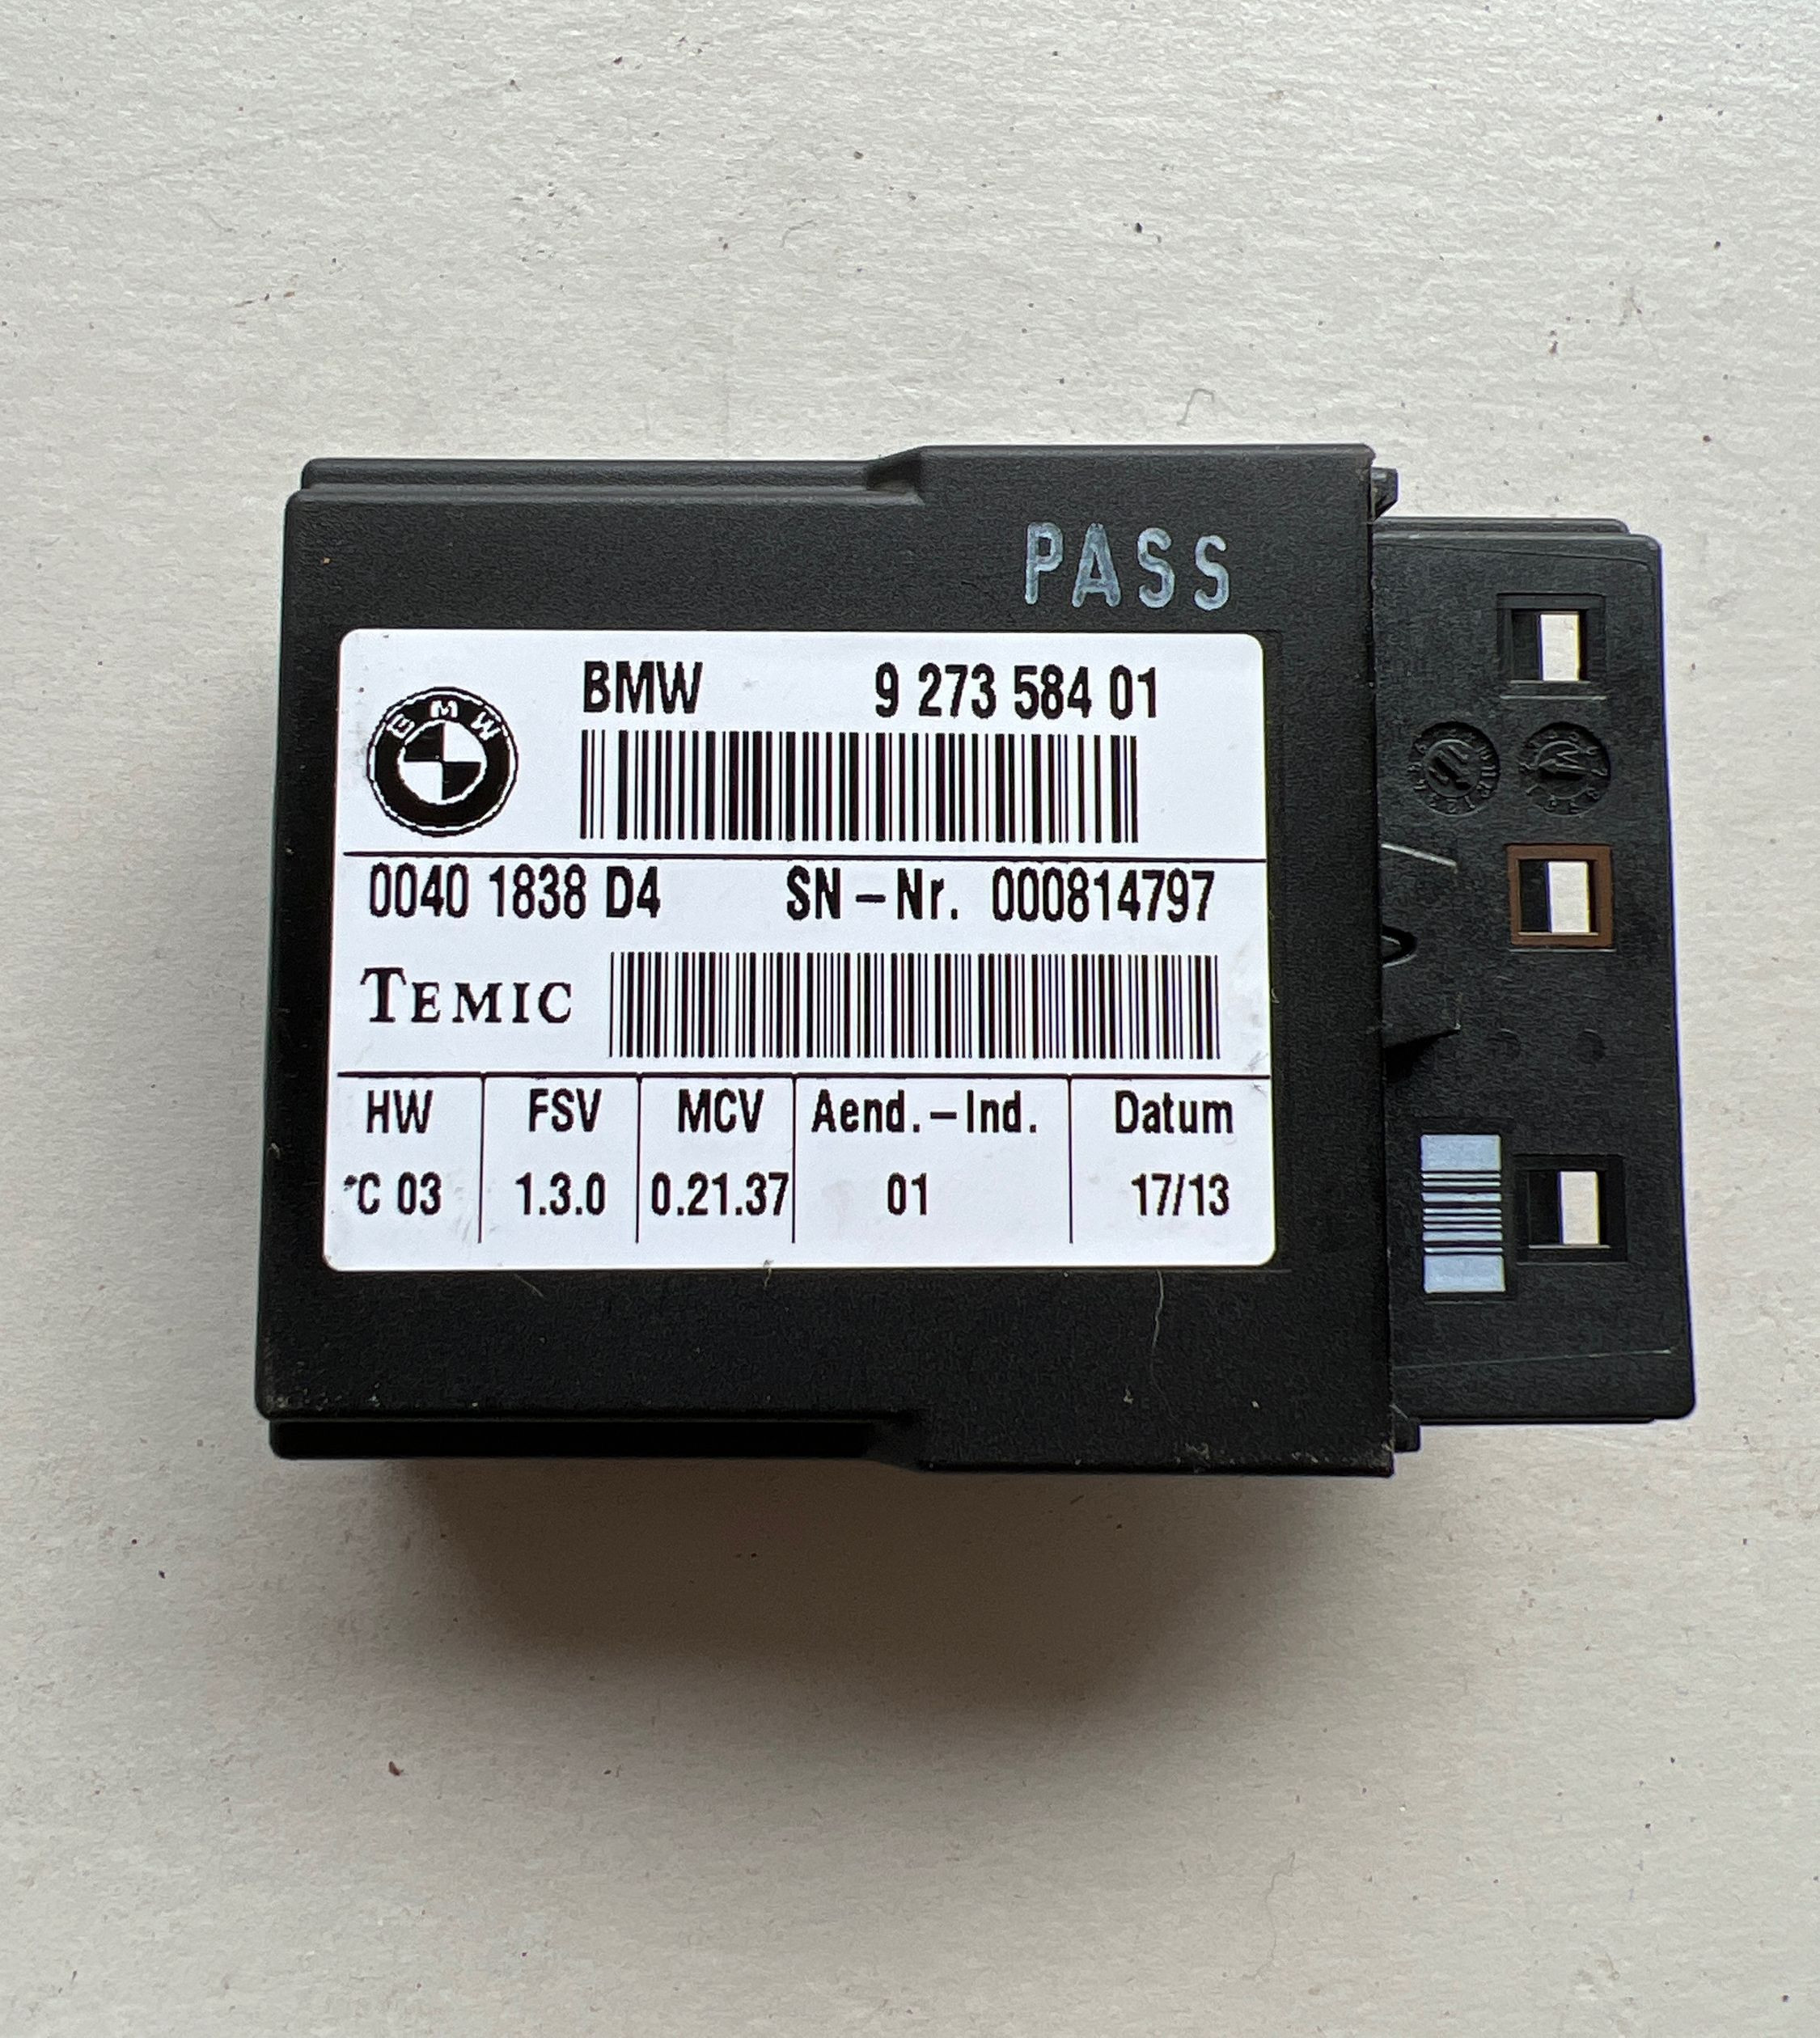 PASS
BMW 9 273 584 01
BMW
0040 1838 D4 SN-Nr. 000814797
TEMIC
HW FSV MCV Aend.-Ind. Datum
C 03 1.3.0 0.21.37 01 17/13